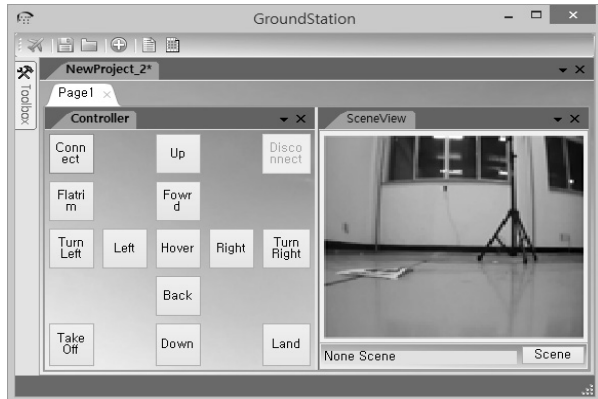 GroundStation
Toolbox
NewProject_2*
Page1
Controller
SceneView
Conn
ect
Up
Disco
nnect
Flatri
m
Fowr
d
Turn
Left
Left
Hover
Right
Turn
Right
Back
Take
Off
Down
Land
None Scene
Scene